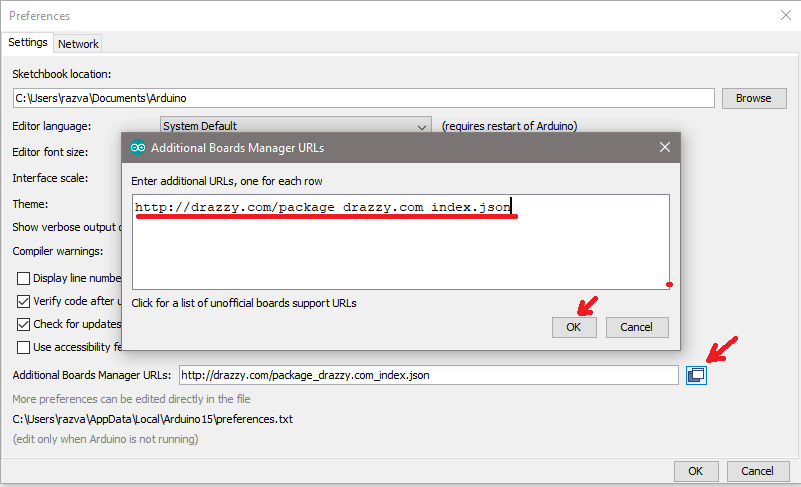 Preferences
Settings Network
Sketchbook location:
C:\Users\razva\Documents\Arduino Browse
Editor language: System Default (requires restart of Arduino)
Editor font size:
Interface scale:
Theme:
Show verbose output
Compiler warnings:
Display line numbe
Verify code after u
Check for updates
Use accessibility fe
Additional Boards Manager URLs
Enter additional URLs, one for each row
http://drazzy.com/package_drazzy.com_index.json
Click for a list of unofficial boards support URLs
OK Cancel
Additional Boards Manager URLs: http://drazzy.com/package_drazzy.com_index.json
More preferences can be edited directly in the file
C:\Users\razva\AppData\Local\Arduino15\preferences.txt
(edit only when Arduino is not running)
OK Cancel